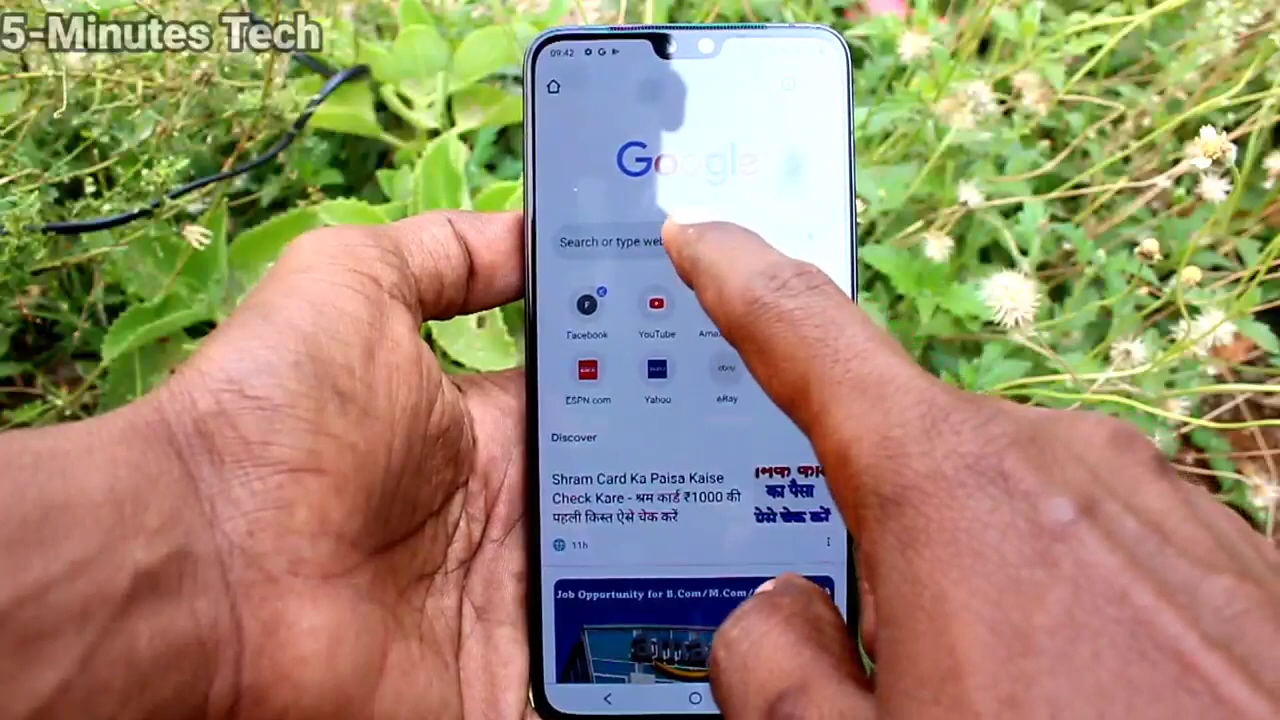 5-Minutes Tech
09:42
Google
Search or type web
Facebook YouTube Amaz
ESPN.com Yahoo eBay
Discover
Shram Card Ka Paisa Kaise
Check Kare - श्रम कार्ड ₹1000 की
पहली किस्त ऐसे चेक करें
का पैसा
ऐसे चेक करें
11h
Job Opportunity for B.Com/M.Com/